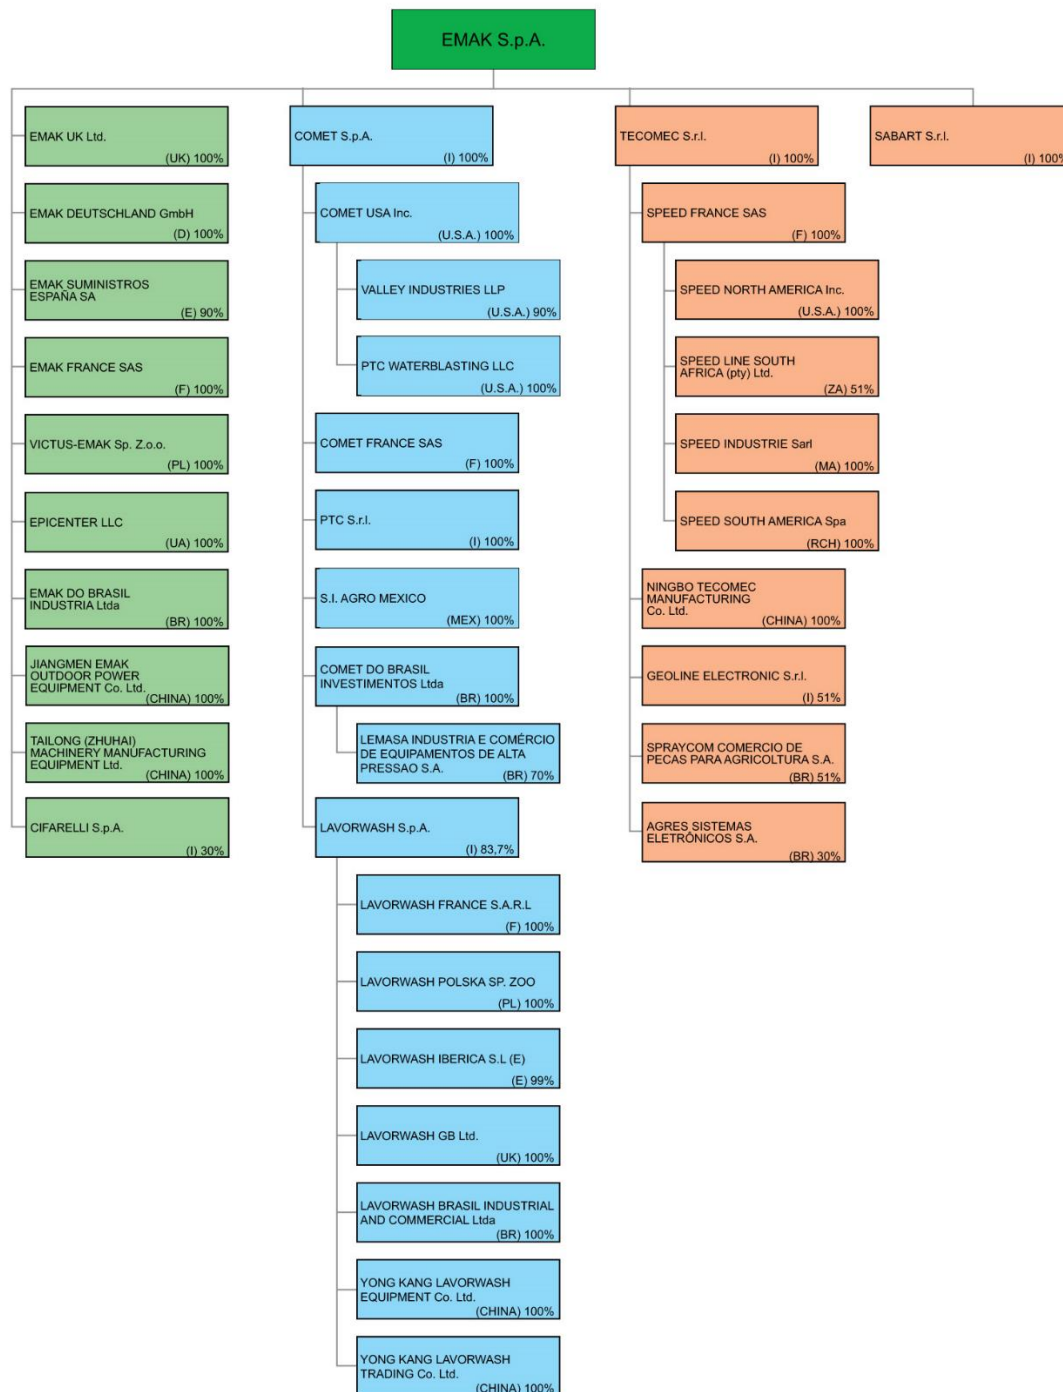 EMAK S.p.A.
EMAK UK Ltd.
(UK) 100%
EMAK DEUTSCHLAND GmbH
(D) 100%
EMAK SUMINISTROS
ESPAÑA SA
(E) 90%
EMAK FRANCE SAS
(F) 100%
VICTUS-EMAK Sp. Z.o.o.
(PL) 100%
EPICENTER LLC
(UA) 100%
EMAK DO BRASIL
INDUSTRIA Ltda
(BR) 100%
JIANGMEN EMAK
OUTDOOR POWER
EQUIPMENT Co. Ltd.
(CHINA) 100%
TAILONG (ZHUHAI)
MACHINERY MANUFACTURING
EQUIPMENT Ltd.
(CHINA) 100%
CIFARELLI S.p.A.
(I) 30%
COMET S.p.A.
(I) 100%
COMET USA Inc.
(U.S.A.) 100%
VALLEY INDUSTRIES LLP
(U.S.A.) 90%
PTC WATERBLASTING LLC
(U.S.A.) 100%
COMET FRANCE SAS
(F) 100%
PTC S.r.l.
(I) 100%
S.I. AGRO MEXICO
(MEX) 100%
COMET DO BRASIL
INVESTIMENTOS Ltda
(BR) 100%
LEMASA INDUSTRIA E COMÉRCIO
DE EQUIPAMENTOS DE ALTA
PRESSAO S.A.
(BR) 70%
LAVORWASH S.p.A.
(I) 83,7%
LAVORWASH FRANCE S.A.R.L
(F) 100%
LAVORWASH POLSKA SP. ZOO
(PL) 100%
LAVORWASH IBERICA S.L (E)
(E) 99%
LAVORWASH GB Ltd.
(UK) 100%
LAVORWASH BRASIL INDUSTRIAL
AND COMMERCIAL Ltda
(BR) 100%
YONG KANG LAVORWASH
EQUIPMENT Co. Ltd.
(CHINA) 100%
YONG KANG LAVORWASH
TRADING Co. Ltd.
(CHINA) 100%
TECOMEC S.r.l.
(I) 100%
SPEED FRANCE SAS
(F) 100%
SPEED NORTH AMERICA Inc.
(U.S.A.) 100%
SPEED LINE SOUTH
AFRICA (pty) Ltd.
(ZA) 51%
SPEED INDUSTRIE Sarl
(MA) 100%
SPEED SOUTH AMERICA Spa
(RCH) 100%
NINGBO TECOMEC
MANUFACTURING
Co. Ltd.
(CHINA) 100%
GEOLINE ELECTRONIC S.r.l.
(I) 51%
SPRAYCOM COMERCIO DE
PECAS PARA AGRICOLTURA S.A.
(BR) 51%
AGRES SISTEMAS
ELETRÔNICOS S.A.
(BR) 30%
SABART S.r.l.
(I) 100%